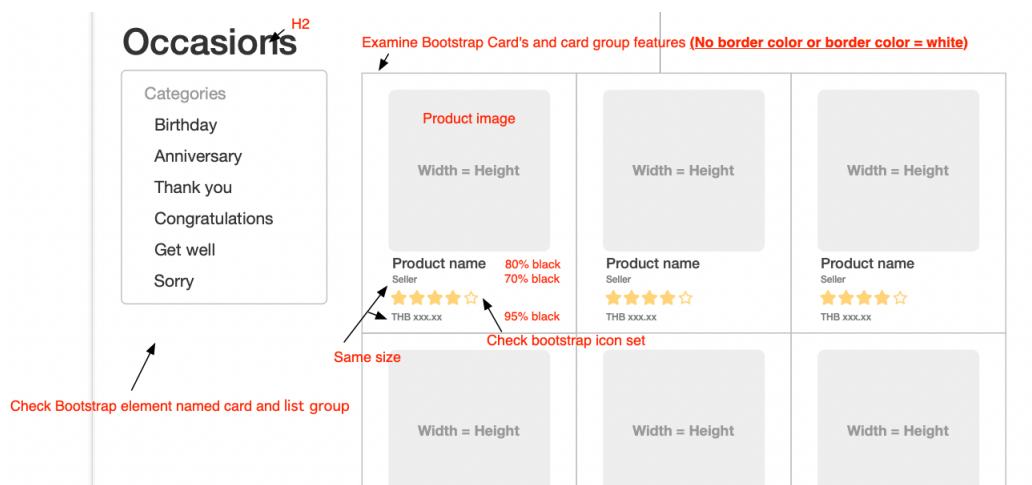 H2
Occasions
Examine Bootstrap Card's and card group features (No border color or border color = white)
Categories
Birthday
Anniversary
Thank you
Congratulations
Get well
Sorry
Product image
Width = Height
Width = Height
Width = Height
Product name
80% black
Product name
Product name
Seller
70% black
Seller
Seller
THB xxx.xx
95% black
THB xxx.xx
THB xxx.xx
Check bootstrap icon set
Same size
Check Bootstrap element named card and list group
Width = Height
Width = Height
Width = Height